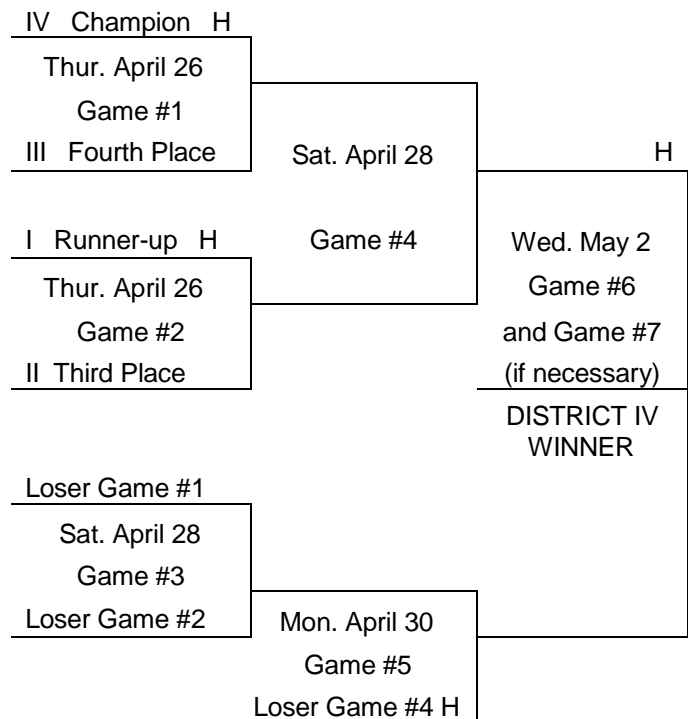 IV Champion H
Thur. April 26
Game #1
III Fourth Place
Sat. April 28
H
I Runner-up H
Game #4
Wed. May 2
Thur. April 26
Game #6
Game #2
and Game #7
II Third Place
(if necessary)
DISTRICT IV
WINNER
Loser Game #1
Sat. April 28
Game #3
Loser Game #2
Mon. April 30
Game #5
Loser Game #4 H